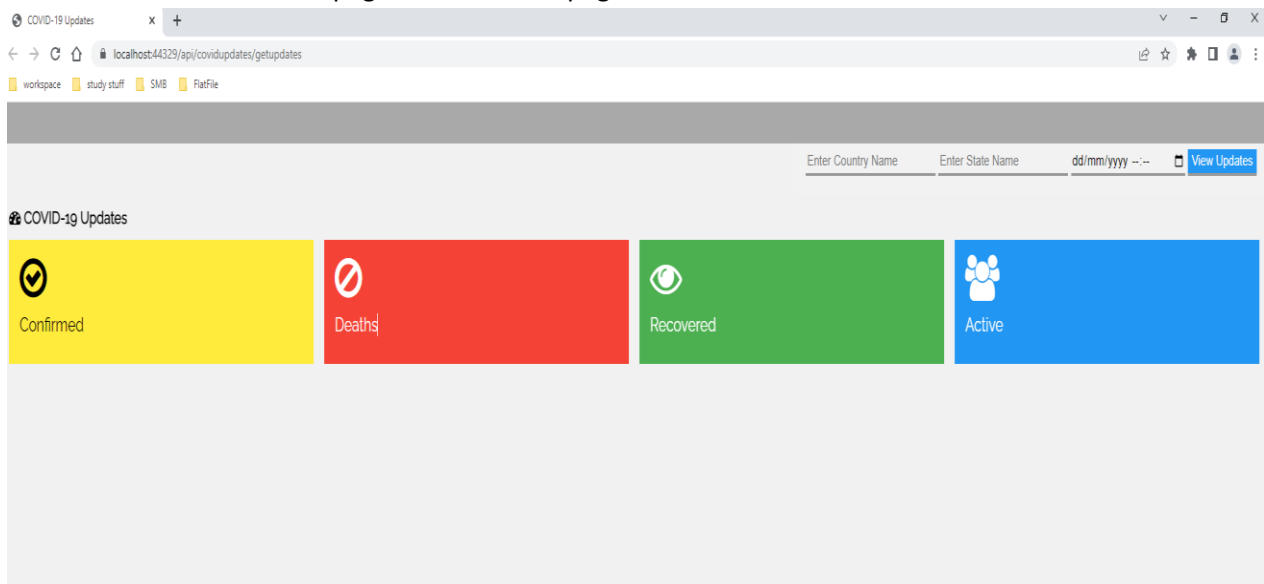 COVID-19 Updates x +
localhost:44329/api/covidupdates/getupdates
workspace study stuff SMB FlatFile
Enter Country Name Enter State Name dd/mm/yyyy --:-- View Updates
COVID-19 Updates
Confirmed Deaths Recovered Active